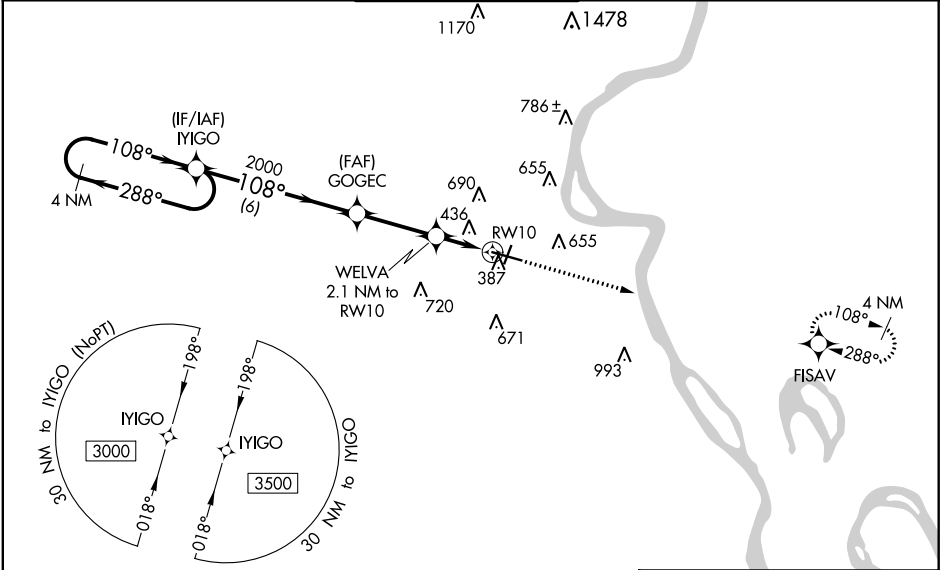 1170
1478
786±
(IF/IAF)
IYIGO
108°
288°
4 NM
2000
108°
(6)
(FAF)
GOGEC
655
690
436
RW10
655
387
WELVA
2.1 NM to
RW10
720
671
993
4 NM
108°
288°
FISAV
30 NM to IYIGO (NoPT)
198°
IYIGO
3000
018°
198°
IYIGO
3500
018°
30 NM to IYIGO